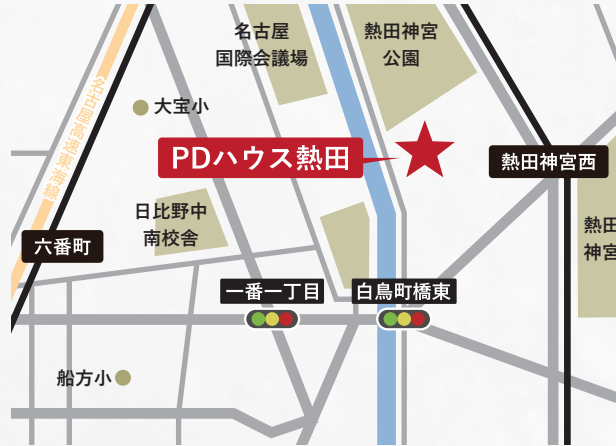 名古屋
国際会議場
熱田神宮
公園
名古屋高速東海線
大宝小
PDハウス熱田
熱田神宮西
日比野中
南校舎
熱田
神宮
六番町
一番一丁目
白鳥町橋東
船方小